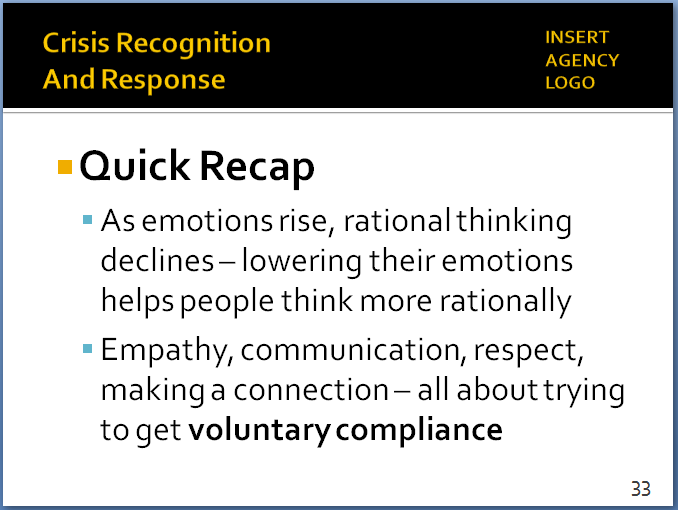 Crisis Recognition
And Response
INSERT
AGENCY
LOGO
Quick Recap
As emotions rise, rational thinking
declines – lowering their emotions
helps people think more rationally
Empathy, communication, respect,
making a connection – all about trying
to get voluntary compliance
33